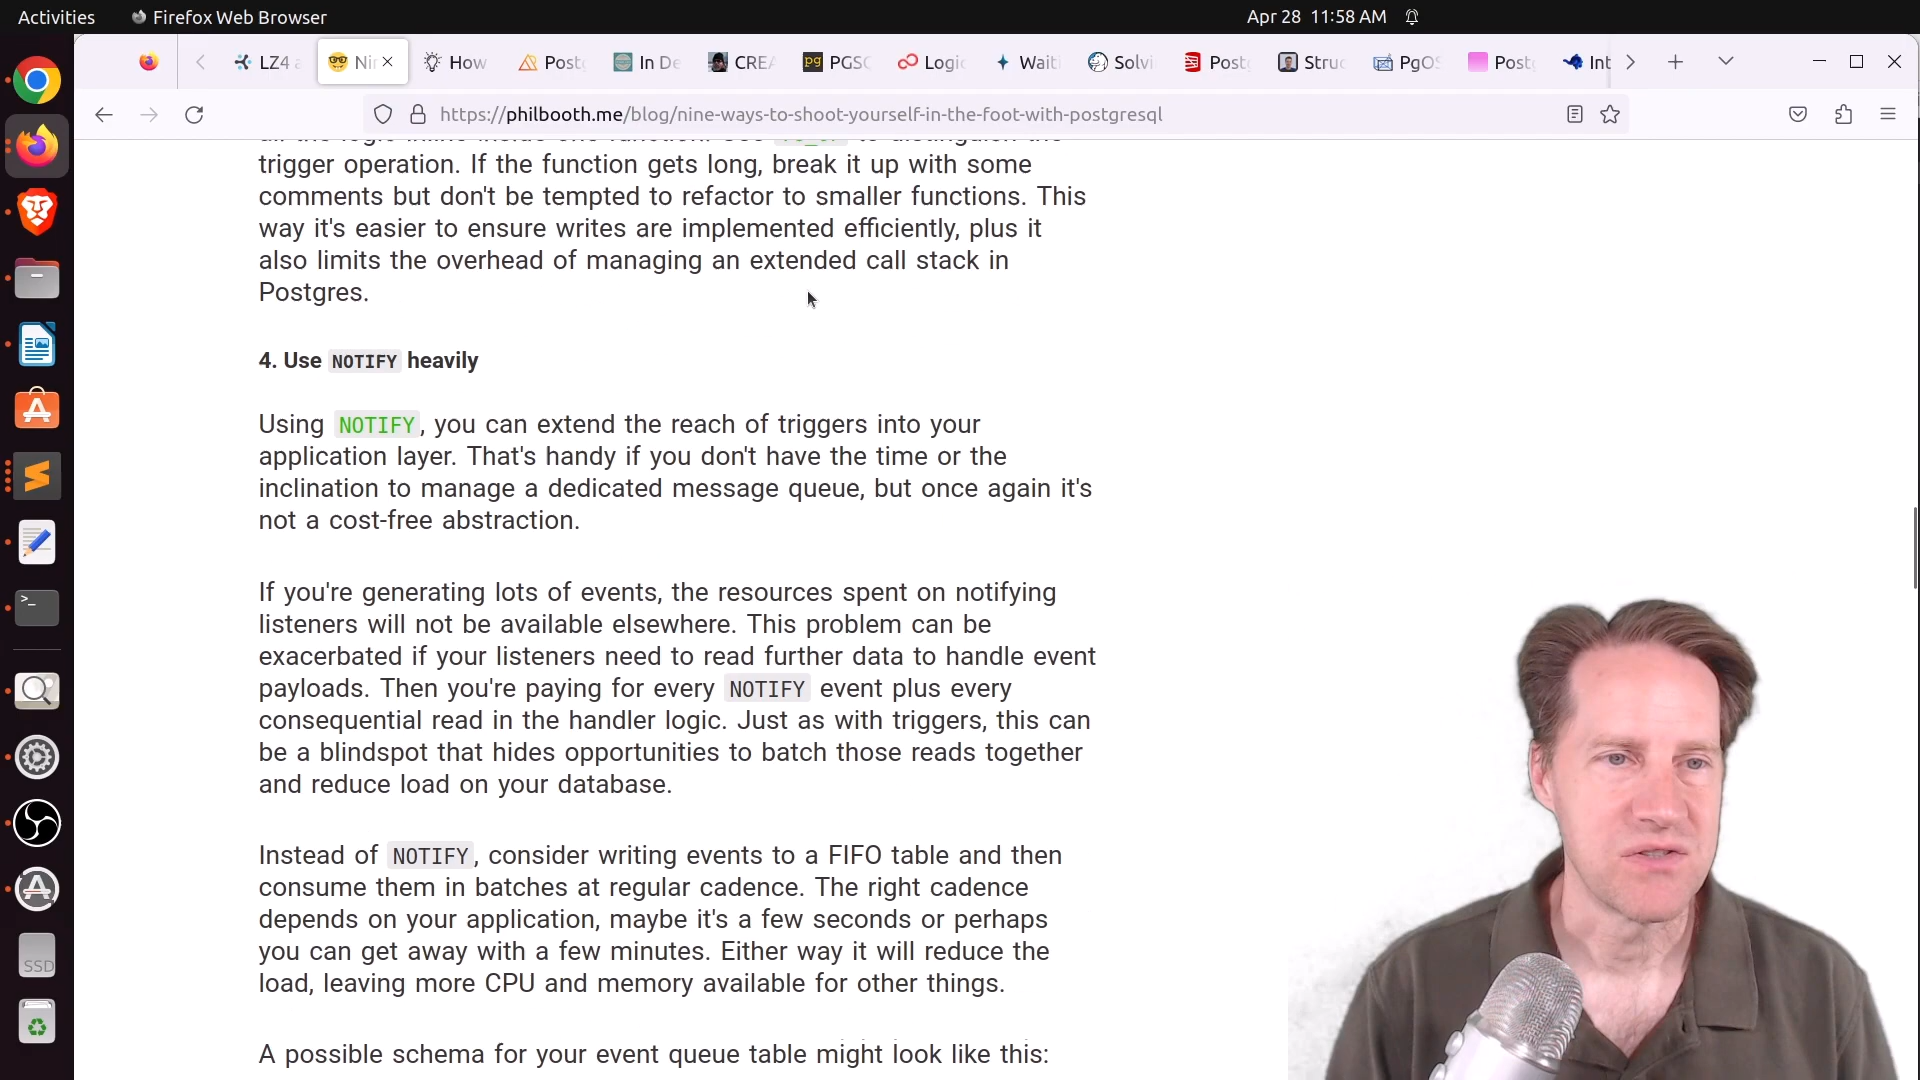 Activities
Firefox Web Browser
Apr 28 11:58 AM
LZ4 a
Nin
How
Postg
In De
CREA
PGSC
Logic
Waiti
Solvi
Postg
Struc
PgOS
Postg
Int
https://philbooth.me/blog/nine-ways-to-shoot-yourself-in-the-foot-with-postgresql
trigger operation. If the function gets long, break it up with some
comments but don't be tempted to refactor to smaller functions. This
way it's easier to ensure writes are implemented efficiently, plus it
also limits the overhead of managing an extended call stack in
Postgres.
4. Use NOTIFY heavily
Using NOTIFY, you can extend the reach of triggers into your
application layer. That's handy if you don't have the time or the
inclination to manage a dedicated message queue, but once again it's
not a cost-free abstraction.
If you're generating lots of events, the resources spent on notifying
listeners will not be available elsewhere. This problem can be
exacerbated if your listeners need to read further data to handle event
payloads. Then you're paying for every NOTIFY event plus every
consequential read in the handler logic. Just as with triggers, this can
be a blindspot that hides opportunities to batch those reads together
and reduce load on your database.
Instead of NOTIFY, consider writing events to a FIFO table and then
consume them in batches at regular cadence. The right cadence
depends on your application, maybe it's a few seconds or perhaps
you can get away with a few minutes. Either way it will reduce the
load, leaving more CPU and memory available for other things.
A possible schema for your event queue table might look like this:
SSD